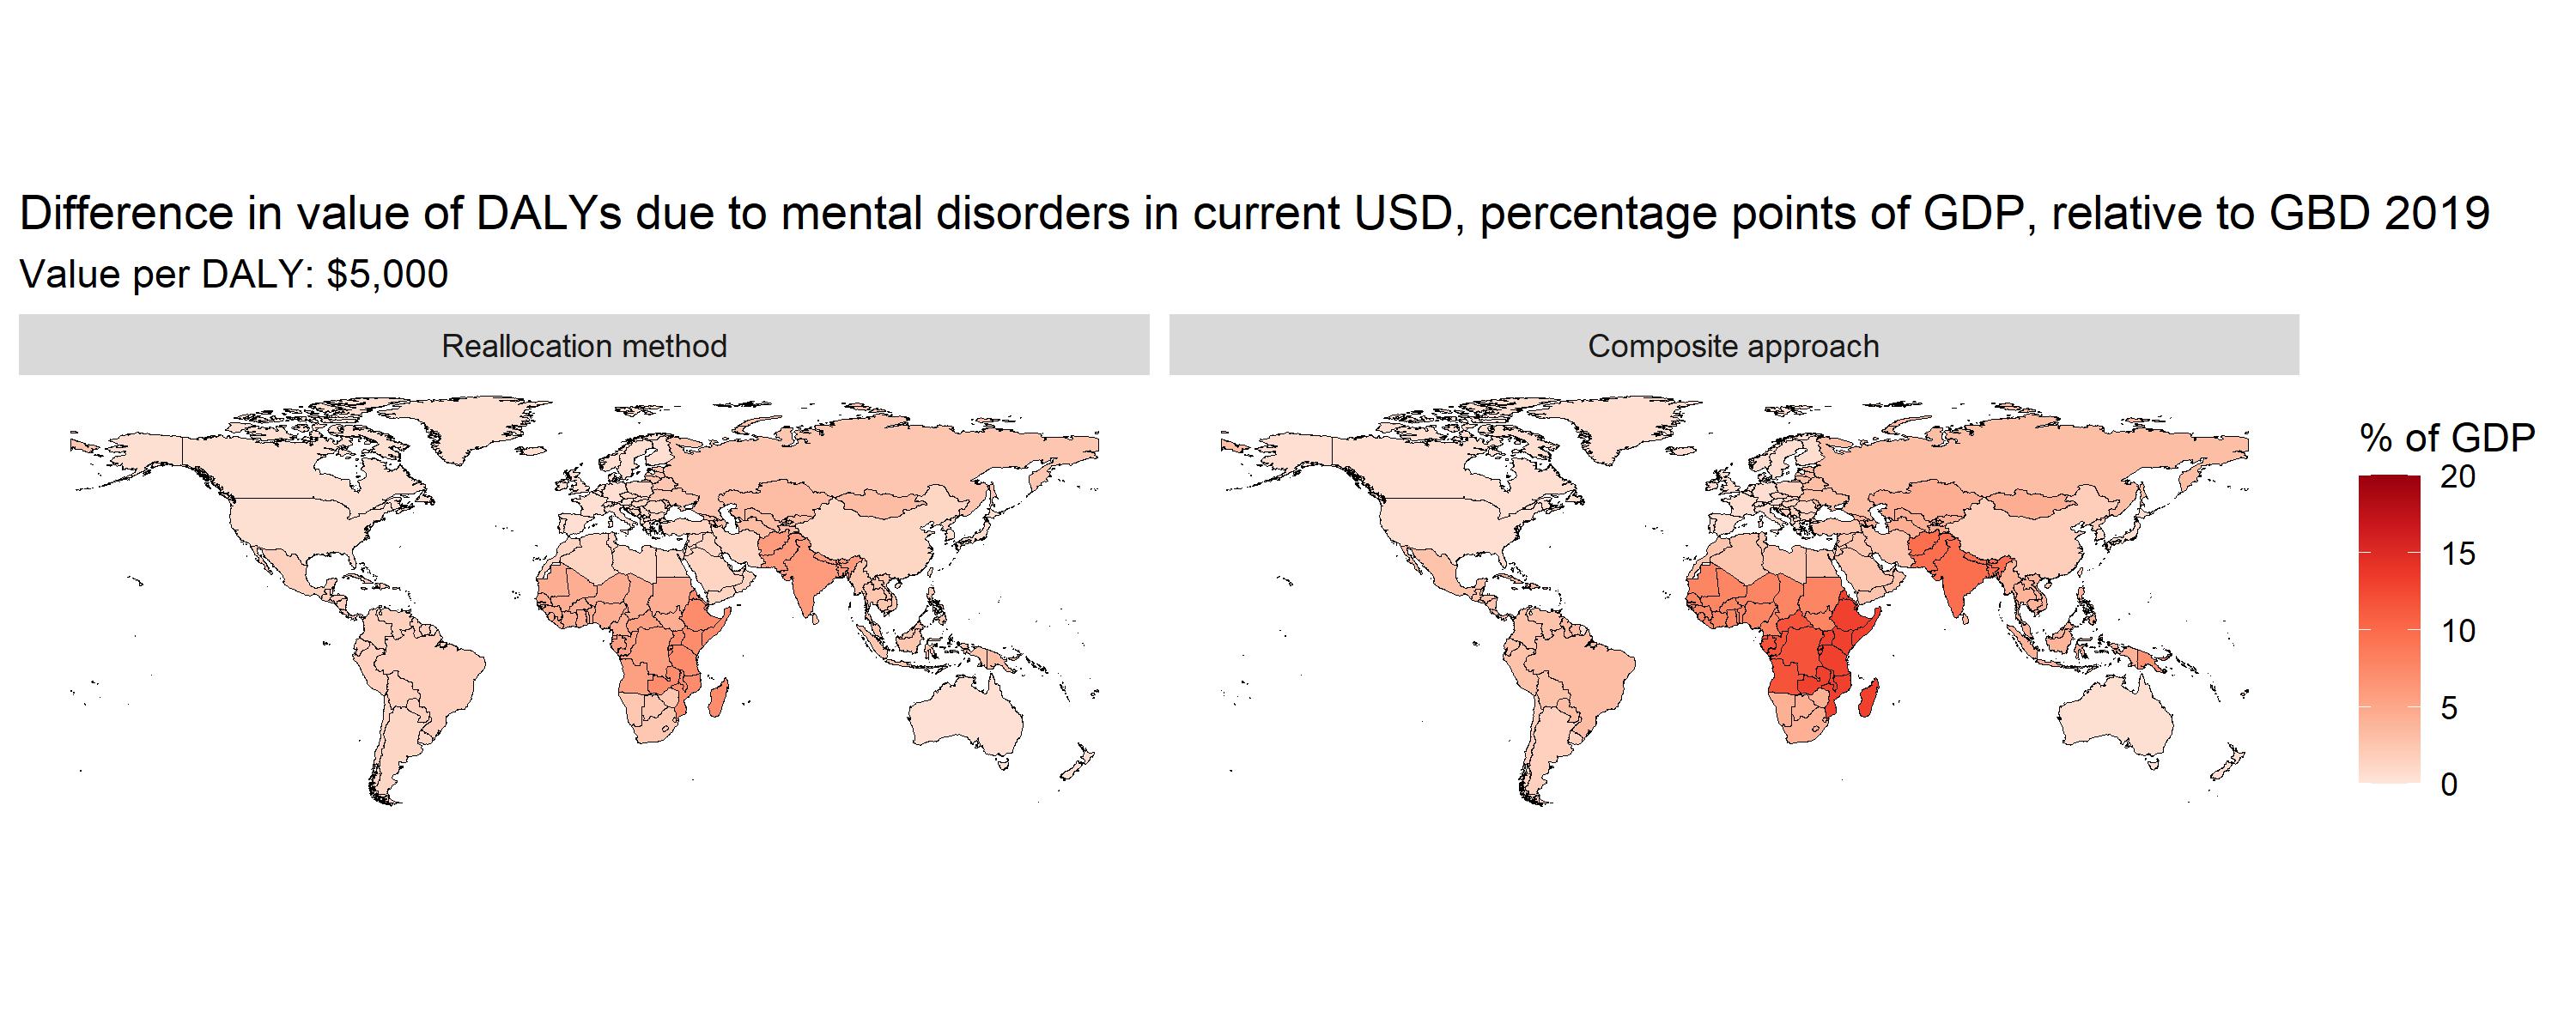 Difference in value of DALYs due to mental disorders in current USD, percentage points of GDP, relative to GBD 2019
Value per DALY: $5,000
Reallocation method
Composite approach
% of GDP
20
15
10
5
0